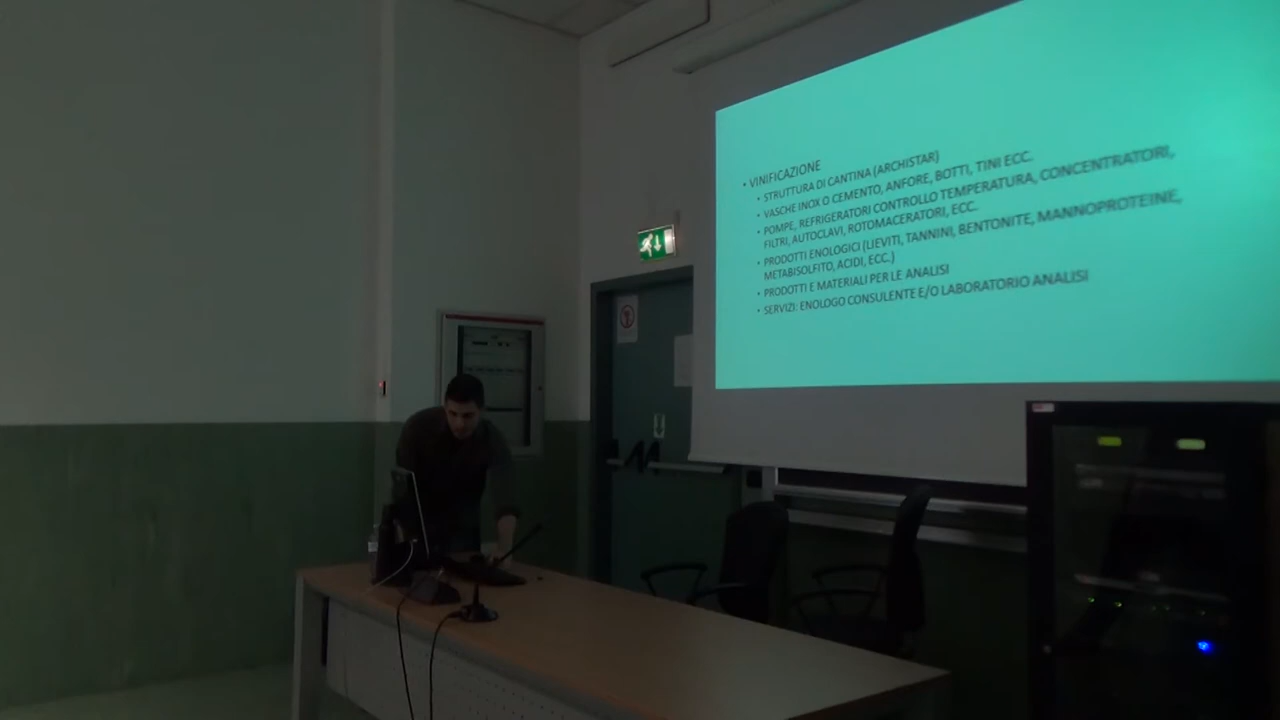 • VINIFICAZIONE
• STRUTTURA DI CANTINA (ARCHISTAR)
• VASCHE INOX O CEMENTO, ANFORE, BOTTI, TINI ECC.
• POMPE, REFRIGERATORI CONTROLLO TEMPERATURA, CONCENTRATORI,
FILTRI, AUTOCLAVI, ROTOMACERATORI, ECC.
• PRODOTTI ENOLOGICI (LIEVITI, TANNINI, BENTONITE, MANNOPROTEINE,
METABISOLFITO, ACIDI, ECC.)
• PRODOTTI E MATERIALI PER LE ANALISI
• SERVIZI: ENOLOGO CONSULENTE E/O LABORATORIO ANALISI